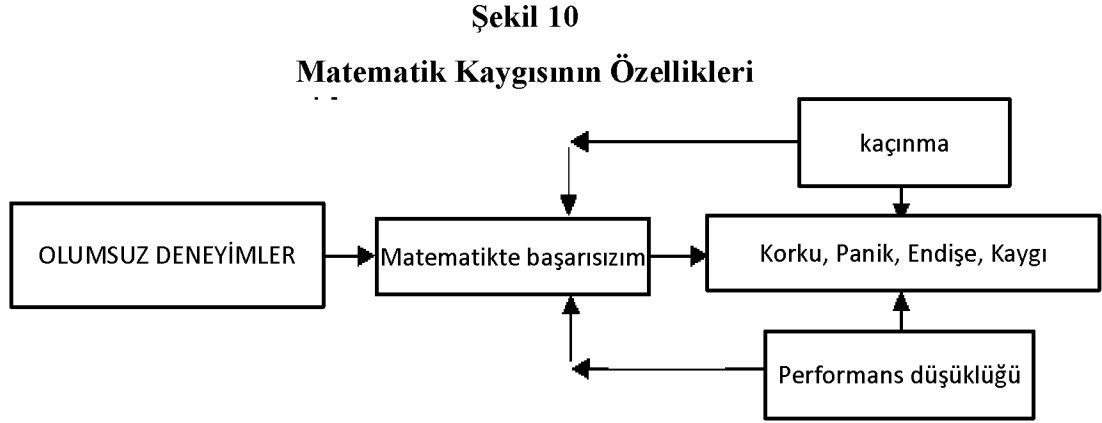 Şekil 10
Matematik Kaygısının Özellikleri
kaçınma
OLUMSUZ DENEYİMLER
Matematikte başarısızım
Korku, Panik, Endişe, Kaygı
Performans düşüklüğü